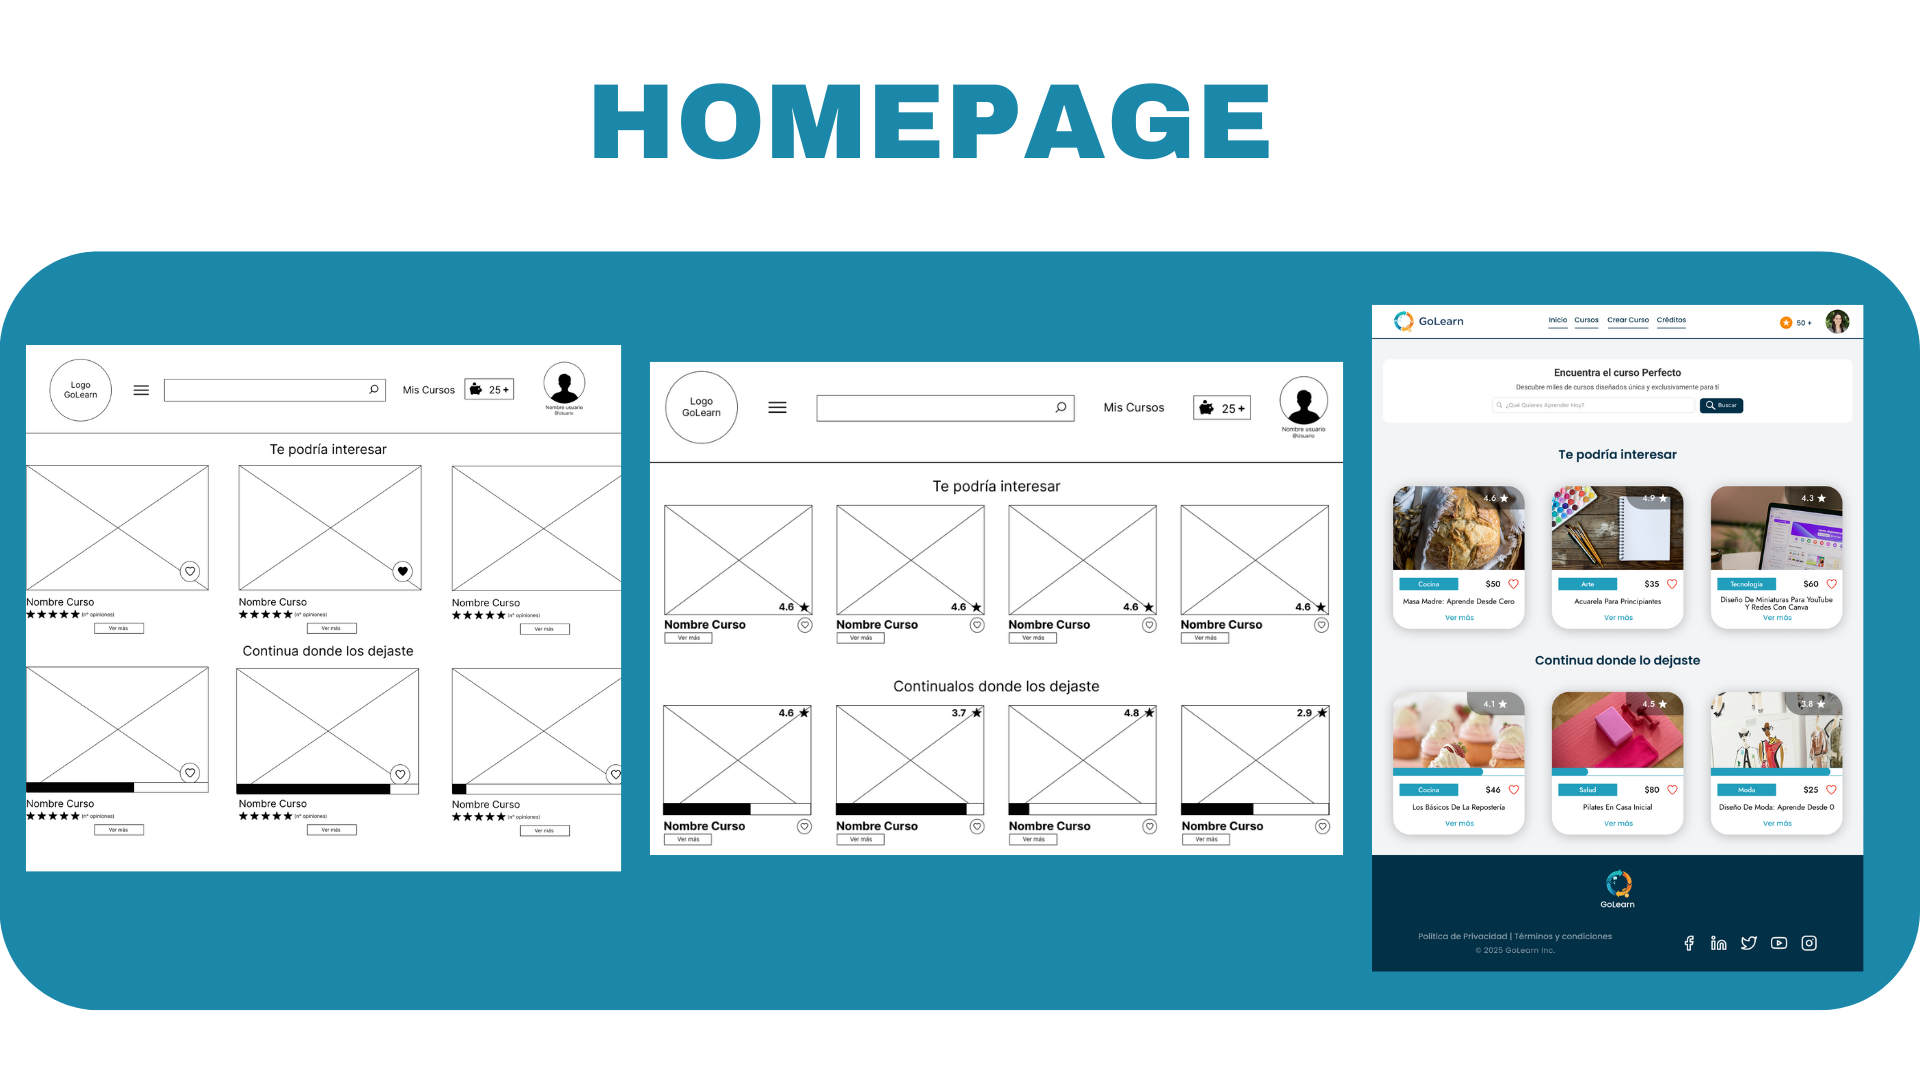 HOMEPAGE
Logo
GoLearn
Mis Cursos
25+
Nombre usuario
@Usuario
Te podría interesar
Nombre Curso
(nº opiniones)
Ver más
Nombre Curso
(nº opiniones)
Ver más
Nombre Curso
(nº opiniones)
Ver más
Continua donde los dejaste
Nombre Curso
(nº opiniones)
Ver más
Nombre Curso
(nº opiniones)
Ver más
Nombre Curso
(nº opiniones)
Ver más
Logo
GoLearn
Mis Cursos
25+
Nombre usuario
@Usuario
Te podría interesar
4.6
Nombre Curso
Ver más
4.6
Nombre Curso
Ver más
4.6
Nombre Curso
Ver más
4.6
Nombre Curso
Ver más
Continualos donde los dejaste
4.6
Nombre Curso
Ver más
3.7
Nombre Curso
Ver más
4.8
Nombre Curso
Ver más
2.9
Nombre Curso
Ver más
GoLearn
Inicio Cursos Crear Curso Créditos
50 +
Encuentra el curso Perfecto
Descubre miles de cursos diseñados única y exclusivamente para tí
¿Qué Quieres Aprender Hoy?
Buscar
Te podría interesar
4.6
Cocina
$50
Masa Madre: Aprende Desde Cero
Ver más
4.9
Arte
$35
Acuarela Para Principiantes
Ver más
4.3
Tecnología
$60
Diseño De Miniaturas Para YouTube
Y Redes Con Canva
Ver más
Continua donde lo dejaste
4.1
Cocina
$46
Los Básicos De La Repostería
Ver más
4.5
Salud
$80
Pilates En Casa Inicial
Ver más
3.8
Moda
$25
Diseño De Moda: Aprende Desde 0
Ver más
GoLearn
Política de Privacidad | Términos y condiciones
© 2025 GoLearn Inc.